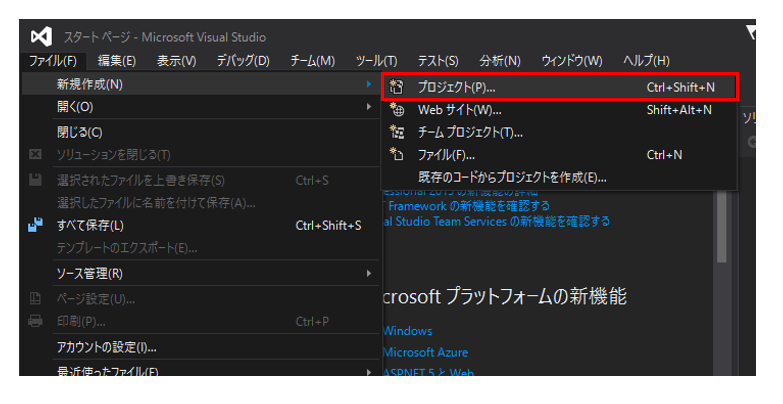 スタート ページ - Microsoft Visual Studio
ファイル(F) 編集(E) 表示(V) デバッグ(D) チーム(M) ツール(T) テスト(S) 分析(N) ウィンドウ(W) ヘルプ(H)
新規作成(N)
開く(O)
閉じる(C)
ソリューションを閉じる(T)
選択されたファイルを上書き保存(S) Ctrl+S
選択したファイルに名前を付けて保存(A)...
すべて保存(L) Ctrl+Shift+S
テンプレートのエクスポート(E)...
ソース管理(R)
ページ設定(U)...
印刷(P)... Ctrl+P
アカウントの設定(I)...
最近使ったファイル(F)
プロジェクト(P)... Ctrl+Shift+N
Web サイト(W)... Shift+Alt+N
チーム プロジェクト(T)...
ファイル(F)... Ctrl+N
既存のコードからプロジェクトを作成(E)...
essional 2015 の新機能の詳細
Framework の新機能を確認する
al Studio Team Services の新機能を確認する
crosoft プラットフォームの新機能
Windows
Microsoft Azure
ASP.NET 5 と Web
ソリ